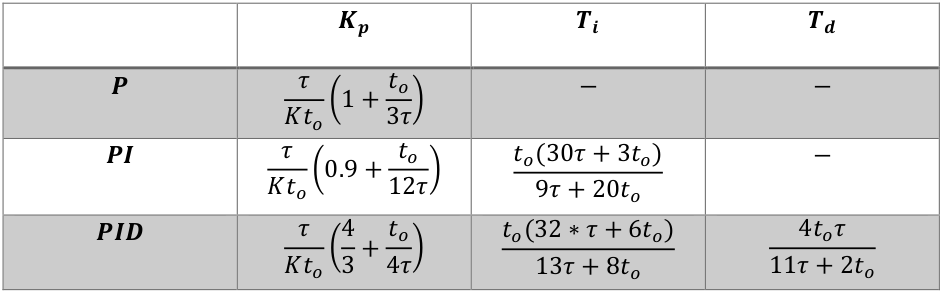 K_p T_i T_d
P τ/(Kt_o) (1 + t_o/(3τ)) − −
PI τ/(Kt_o) (0.9 + t_o/(12τ)) t_o(30τ + 3t_o)/(9τ + 20t_o) −
PID τ/(Kt_o) (4/3 + t_o/(4τ)) t_o(32 * τ + 6t_o)/(13τ + 8t_o) 4t_oτ/(11τ + 2t_o)